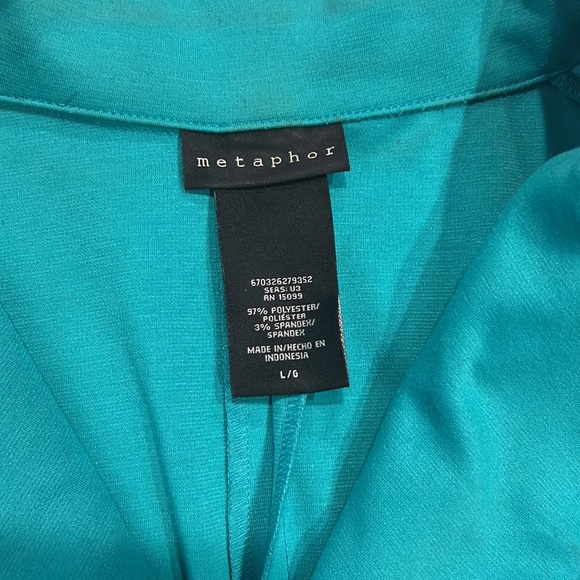 metaphor
670326279352
SEAS: U3
RN 15099
97% POLYESTER/
POLIÉSTER
3% SPANDEX/
SPANDEX
MADE IN/HECHO EN
INDONESIA
L/G